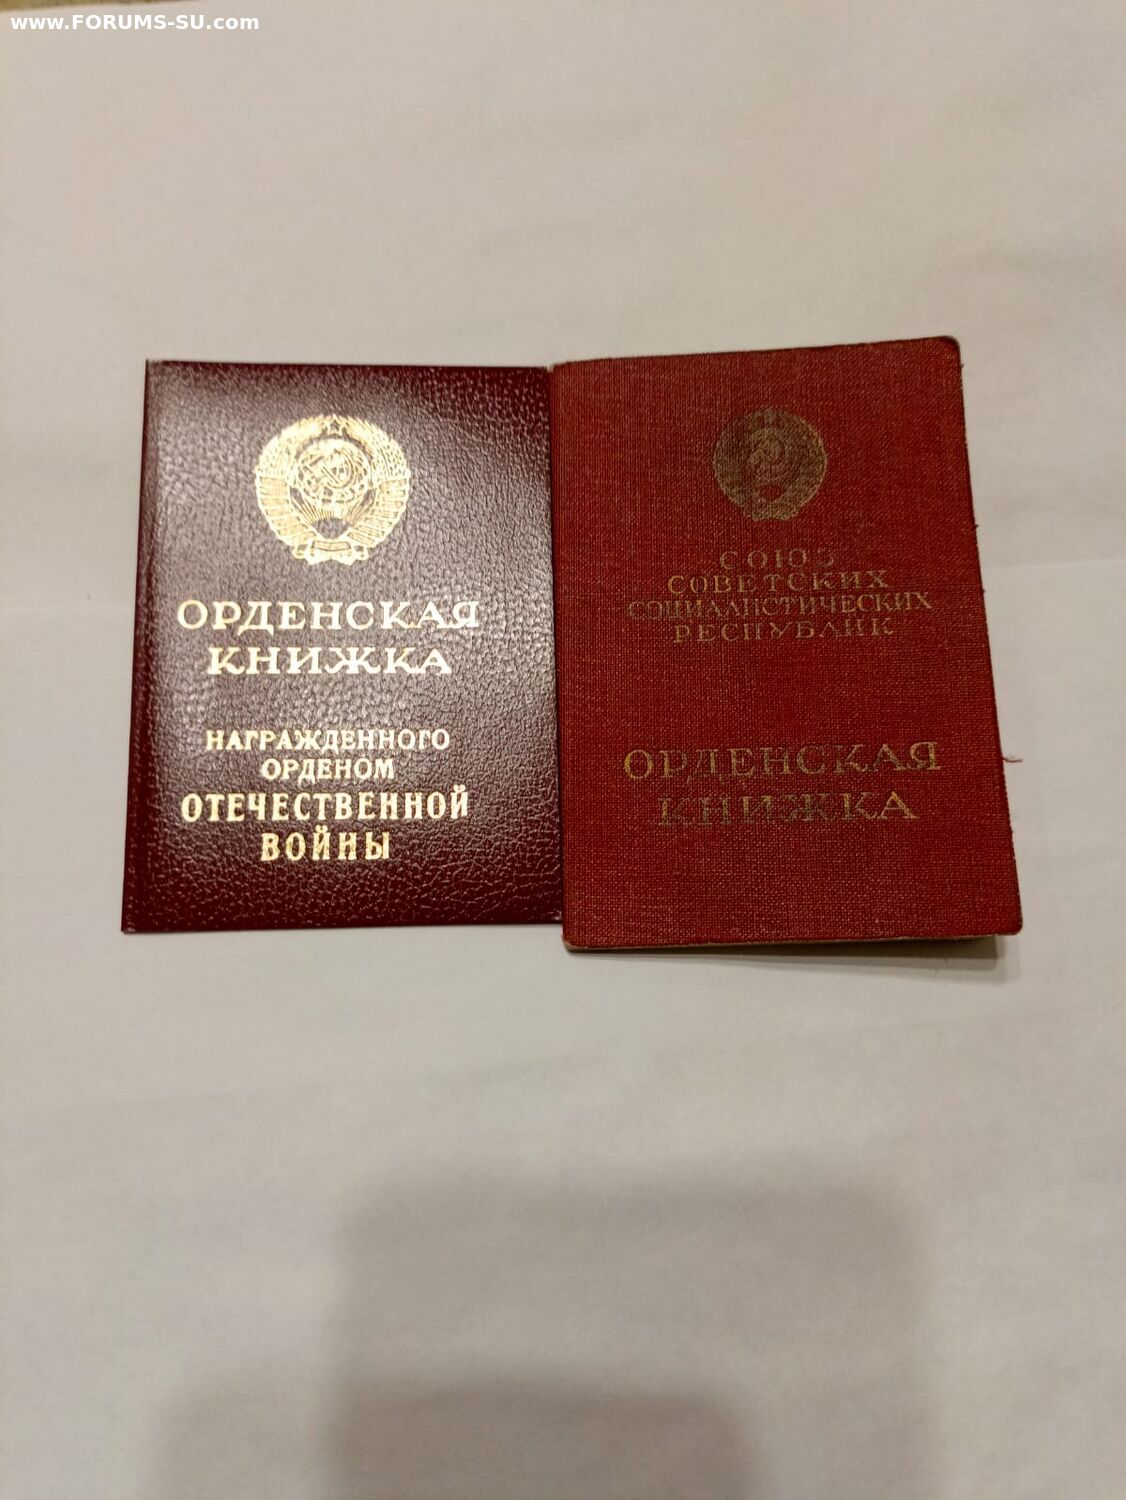 www.FORUMS-SU.com
ОРДЕНСКАЯ
КНИЖКА
НАГРАЖДЕННОГО
ОРДЕНОМ
ОТЕЧЕСТВЕННОЙ
ВОЙНЫ
СОЮЗ
СОВЕТСКИХ
СОЦИАЛИСТИЧЕСКИХ
РЕСПУБЛИК
ОРДЕНСКАЯ
КНИЖКА